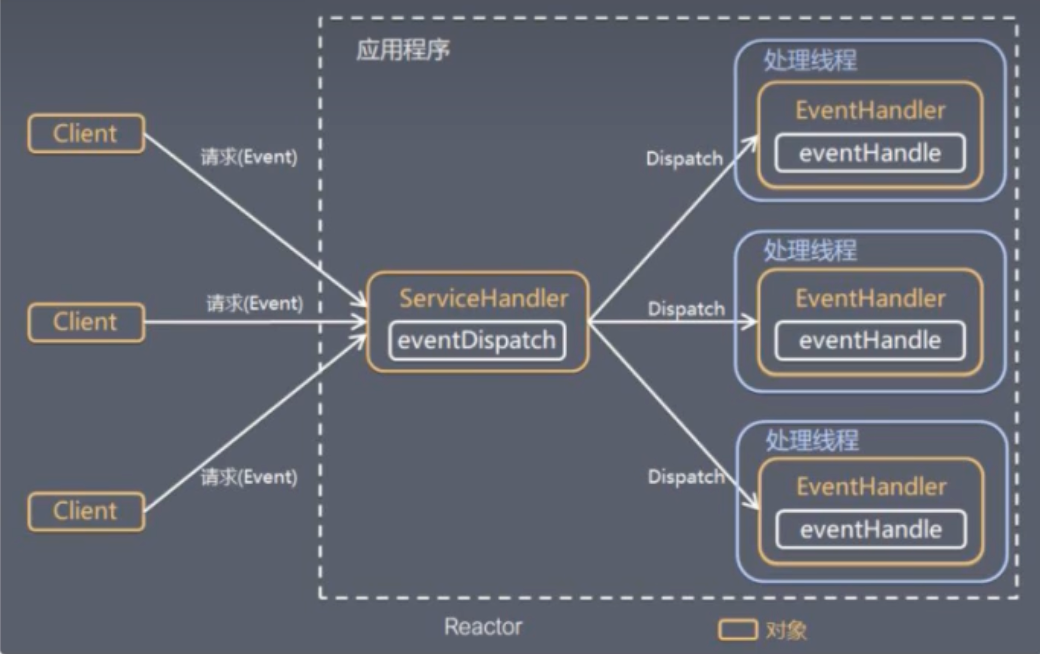 应用程序
Client
请求(Event)
Client
请求(Event)
Client
请求(Event)
ServiceHandler
eventDispatch
Dispatch
Dispatch
Dispatch
处理线程
EventHandler
eventHandle
处理线程
EventHandler
eventHandle
处理线程
EventHandler
eventHandle
Reactor
对象